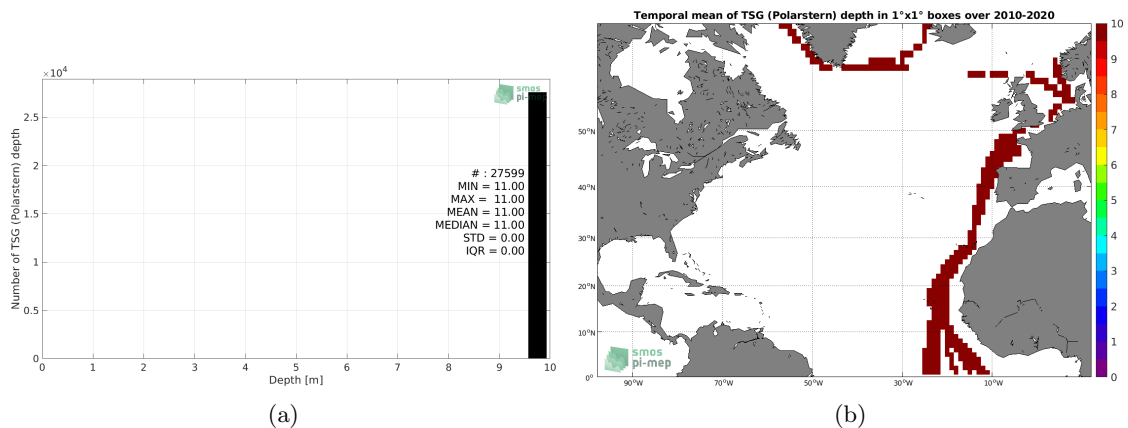 ×10⁴
2.5
2
1.5
1
0.5
0
Number of TSG (Polarstern) depth
smos
pi-mep
# : 27599
MIN = 11.00
MAX = 11.00
MEAN = 11.00
MEDIAN = 11.00
STD = 0.00
IQR = 0.00
0 1 2 3 4 5 6 7 8 9 10
Depth [m]
(a)
Temporal mean of TSG (Polarstern) depth in 1°x1° boxes over 2010-2020
50°N
40°N
30°N
20°N
10°N
0°
90°W 70°W 50°W 30°W 10°W
smos
pi-mep
10
9
8
7
6
5
4
3
2
1
0
(b)